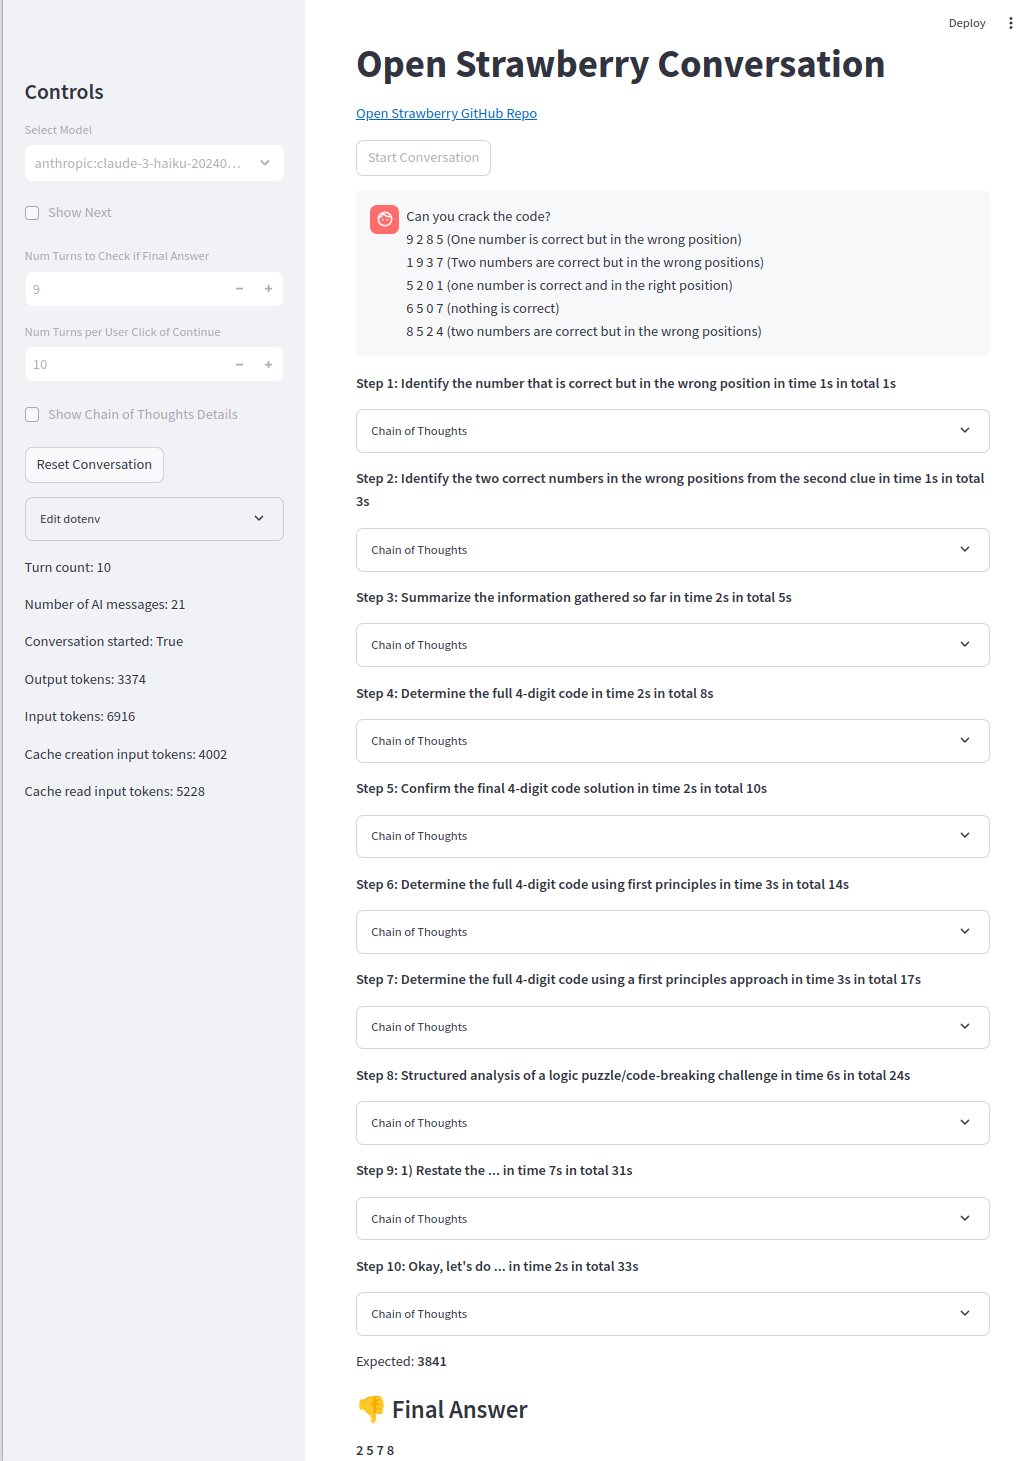 Deploy
Controls
Select Model
anthropic:claude-3-haiku-20240...
Show Next
Num Turns to Check if Final Answer
9
Num Turns per User Click of Continue
10
Show Chain of Thoughts Details
Reset Conversation
Edit dotenv
Turn count: 10
Number of AI messages: 21
Conversation started: True
Output tokens: 3374
Input tokens: 6916
Cache creation input tokens: 4002
Cache read input tokens: 5228
Open Strawberry Conversation
Open Strawberry GitHub Repo
Start Conversation
Can you crack the code?
9 2 8 5 (One number is correct but in the wrong position)
1 9 3 7 (Two numbers are correct but in the wrong positions)
5 2 0 1 (one number is correct and in the right position)
6 5 0 7 (nothing is correct)
8 5 2 4 (two numbers are correct but in the wrong positions)
Step 1: Identify the number that is correct but in the wrong position in time 1s in total 1s
Chain of Thoughts
Step 2: Identify the two correct numbers in the wrong positions from the second clue in time 1s in total
3s
Chain of Thoughts
Step 3: Summarize the information gathered so far in time 2s in total 5s
Chain of Thoughts
Step 4: Determine the full 4-digit code in time 2s in total 8s
Chain of Thoughts
Step 5: Confirm the final 4-digit code solution in time 2s in total 10s
Chain of Thoughts
Step 6: Determine the full 4-digit code using first principles in time 3s in total 14s
Chain of Thoughts
Step 7: Determine the full 4-digit code using a first principles approach in time 3s in total 17s
Chain of Thoughts
Step 8: Structured analysis of a logic puzzle/code-breaking challenge in time 6s in total 24s
Chain of Thoughts
Step 9: 1) Restate the ... in time 7s in total 31s
Chain of Thoughts
Step 10: Okay, let's do ... in time 2s in total 33s
Chain of Thoughts
Expected: 3841
👎 Final Answer
2 5 7 8